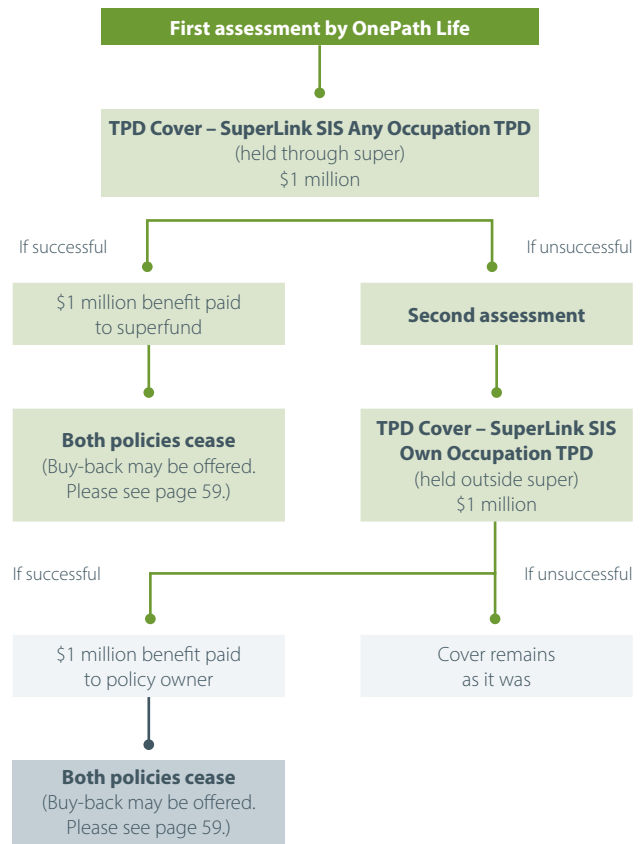 First assessment by OnePath Life
TPD Cover – SuperLink SIS Any Occupation TPD
(held through super)
$1 million
If successful
If unsuccessful
$1 million benefit paid
to superfund
Second assessment
Both policies cease
(Buy-back may be offered.
Please see page 59.)
TPD Cover – SuperLink SIS
Own Occupation TPD
(held outside super)
$1 million
If successful
If unsuccessful
$1 million benefit paid
to policy owner
Cover remains
as it was
Both policies cease
(Buy-back may be offered.
Please see page 59.)